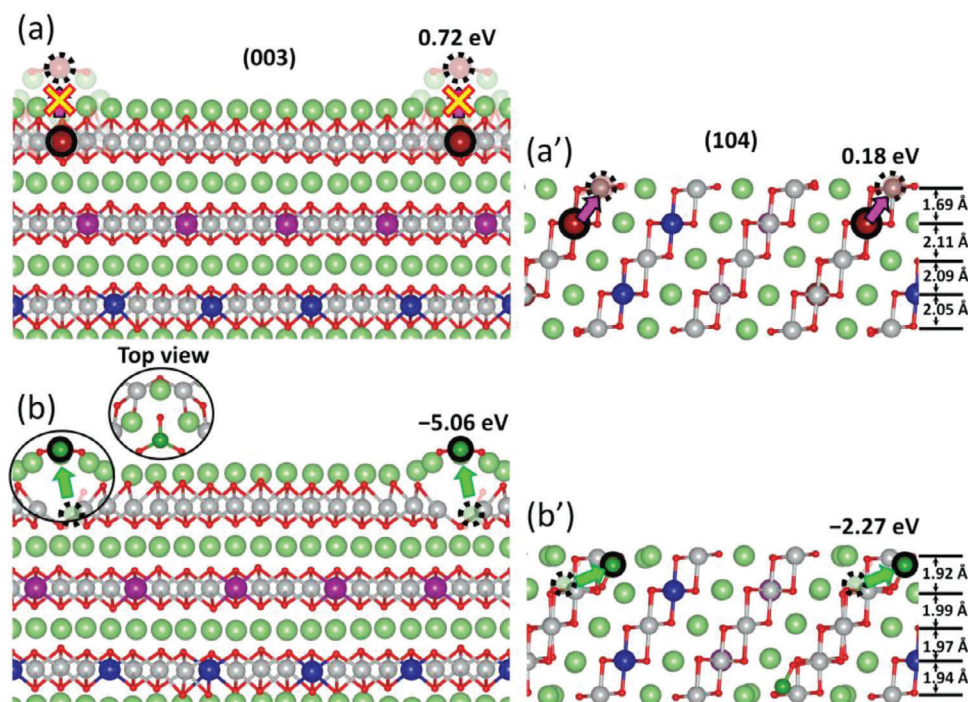 (a)
(003)
0.72 eV
(a')
(104)
0.18 eV
1.69 Å
2.11 Å
2.09 Å
2.05 Å
Top view
(b)
−5.06 eV
(b')
−2.27 eV
1.92 Å
1.99 Å
1.97 Å
1.94 Å